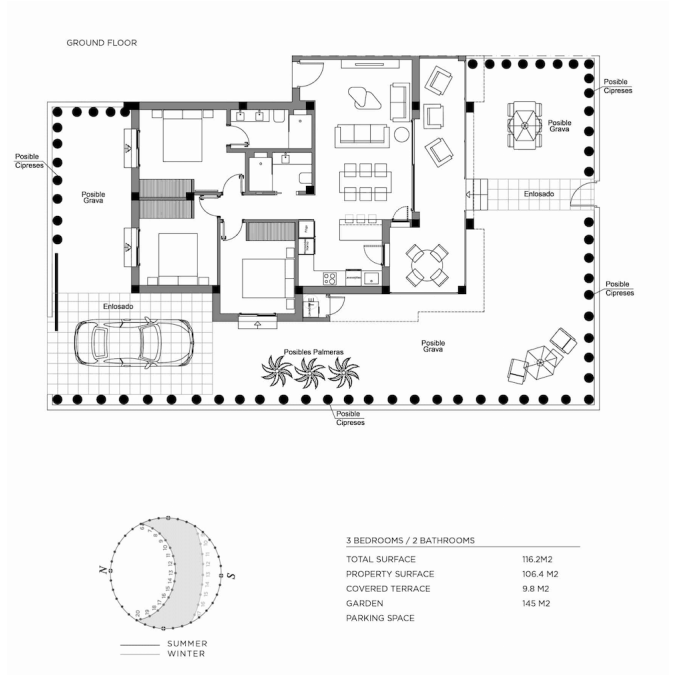 GROUND FLOOR
Posible
Cipreses
Posible
Grava
Posible
Cipreses
Posible
Grava
Enlosado
Posible
Cipreses
Enlosado
Posible
Grava
Posibles Palmeras
Posible
Cipreses
N
S
SUMMER
WINTER
3 BEDROOMS / 2 BATHROOMS
TOTAL SURFACE 116.2M2
PROPERTY SURFACE 106.4 M2
COVERED TERRACE 9.8 M2
GARDEN 145 M2
PARKING SPACE